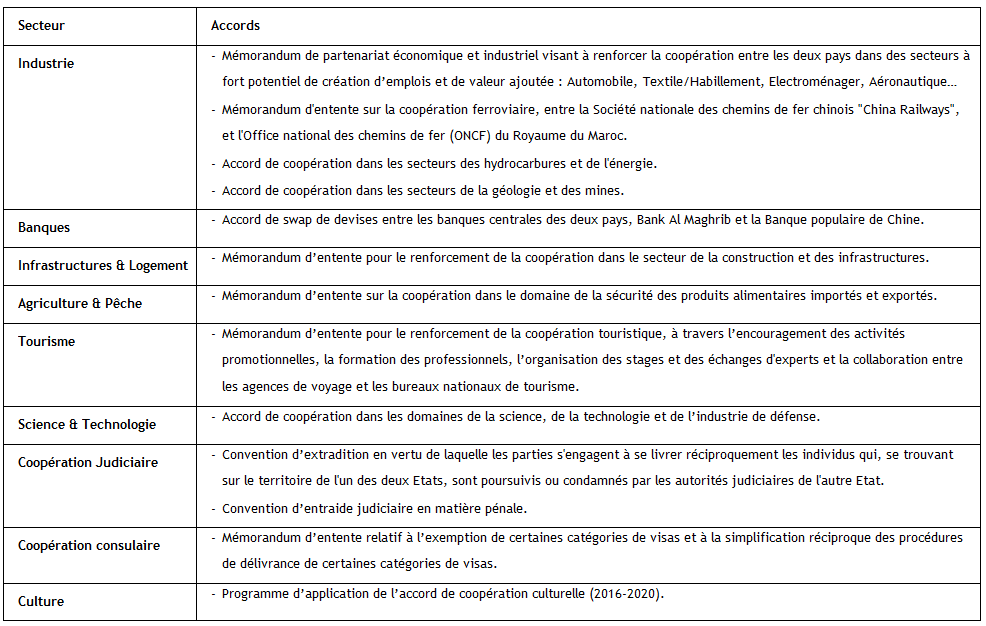 Secteur
Accords
Industrie
- Mémorandum de partenariat économique et industriel visant à renforcer la coopération entre les deux pays dans des secteurs à
fort potentiel de création d’emplois et de valeur ajoutée : Automobile, Textile/Habillement, Electroménager, Aéronautique…
- Mémorandum d'entente sur la coopération ferroviaire, entre la Société nationale des chemins de fer chinois "China Railways",
et l'Office national des chemins de fer (ONCF) du Royaume du Maroc.
- Accord de coopération dans les secteurs des hydrocarbures et de l'énergie.
- Accord de coopération dans les secteurs de la géologie et des mines.
Banques
- Accord de swap de devises entre les banques centrales des deux pays, Bank Al Maghrib et la Banque populaire de Chine.
Infrastructures & Logement
- Mémorandum d’entente pour le renforcement de la coopération dans le secteur de la construction et des infrastructures.
Agriculture & Pêche
- Mémorandum d’entente sur la coopération dans le domaine de la sécurité des produits alimentaires importés et exportés.
Tourisme
- Mémorandum d’entente pour le renforcement de la coopération touristique, à travers l’encouragement des activités
promotionnelles, la formation des professionnels, l’organisation des stages et des échanges d'experts et la collaboration entre
les agences de voyage et les bureaux nationaux de tourisme.
Science & Technologie
- Accord de coopération dans les domaines de la science, de la technologie et de l’industrie de défense.
Coopération Judiciaire
- Convention d’extradition en vertu de laquelle les parties s'engagent à se livrer réciproquement les individus qui, se trouvant
sur le territoire de l'un des deux Etats, sont poursuivis ou condamnés par les autorités judiciaires de l'autre Etat.
- Convention d’entraide judiciaire en matière pénale.
Coopération consulaire
- Mémorandum d’entente relatif à l’exemption de certaines catégories de visas et à la simplification réciproque des procédures
de délivrance de certaines catégories de visas.
Culture
- Programme d’application de l’accord de coopération culturelle (2016-2020).